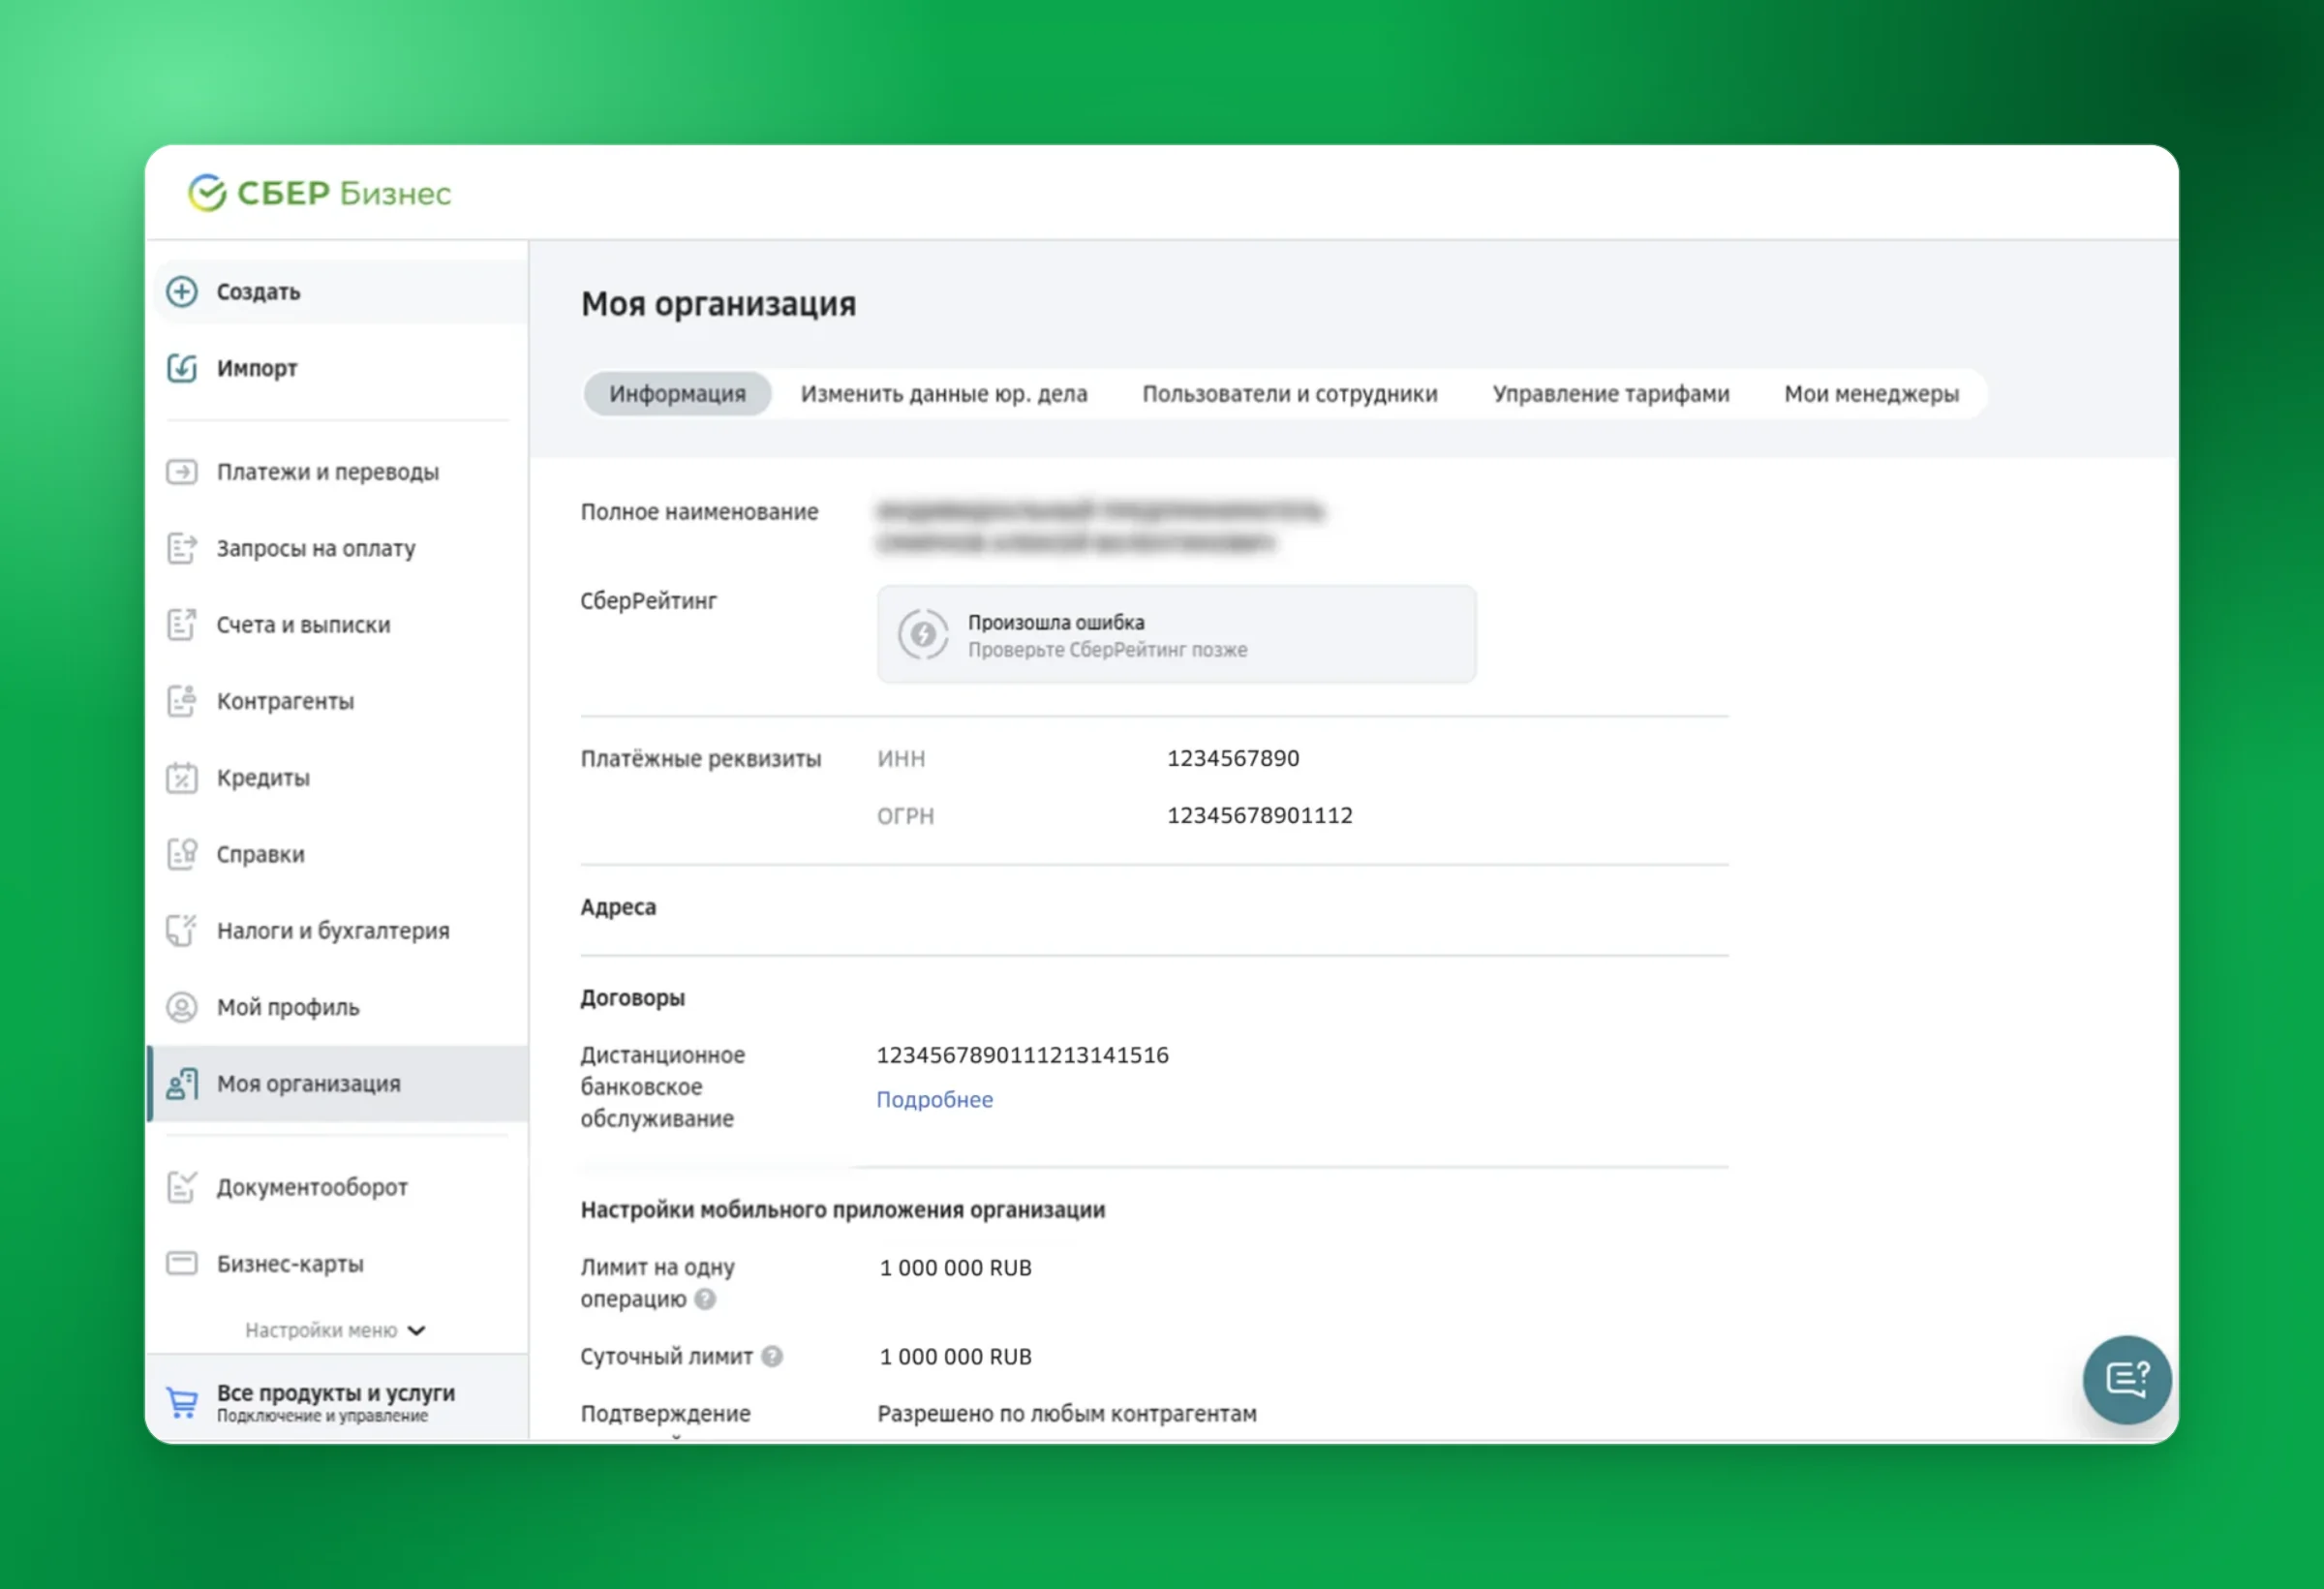 СБЕР Бизнес
Создать
Импорт
Платежи и переводы
Запросы на оплату
Счета и выписки
Контрагенты
Кредиты
Справки
Налоги и бухгалтерия
Мой профиль
Моя организация
Документооборот
Бизнес-карты
Настройки меню
Все продукты и услуги
Подключение и управление
Моя организация
Информация
Изменить данные юр. дела
Пользователи и сотрудники
Управление тарифами
Мои менеджеры
Полное наименование
СберРейтинг
Произошла ошибка
Проверьте СберРейтинг позже
Платёжные реквизиты
ИНН
1234567890
ОГРН
12345678901112
Адреса
Договоры
Дистанционное
банковское
обслуживание
1234567890111213141516
Подробнее
Настройки мобильного приложения организации
Лимит на одну
операцию ?
1 000 000 RUB
Суточный лимит ?
1 000 000 RUB
Подтверждение
Разрешено по любым контрагентам